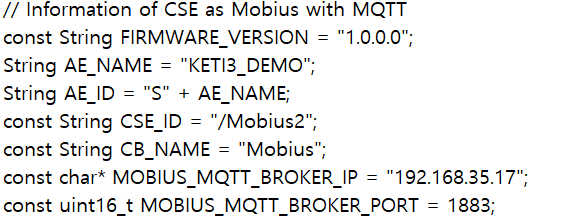 // Information of CSE as Mobius with MQTT
const String FIRMWARE_VERSION = "1.0.0.0";
String AE_NAME = "KETI3_DEMO";
String AE_ID = "S" + AE_NAME;
const String CSE_ID = "/Mobius2";
const String CB_NAME = "Mobius";
const char* MOBIUS_MQTT_BROKER_IP = "192.168.35.17";
const uint16_t MOBIUS_MQTT_BROKER_PORT = 1883;